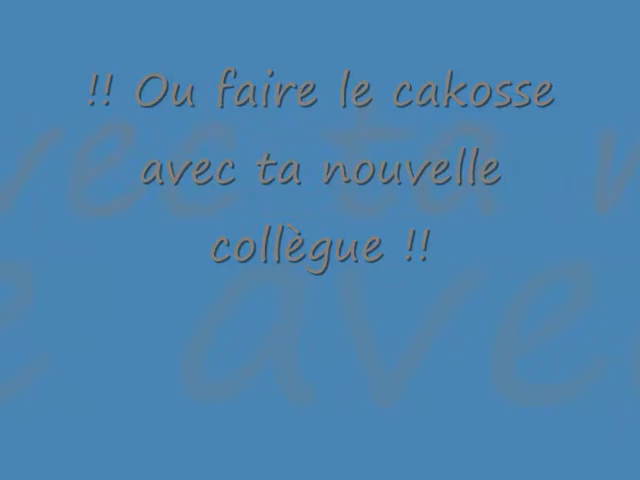 !! Ou faire le cakosse
avec ta nouvelle
collègue !!